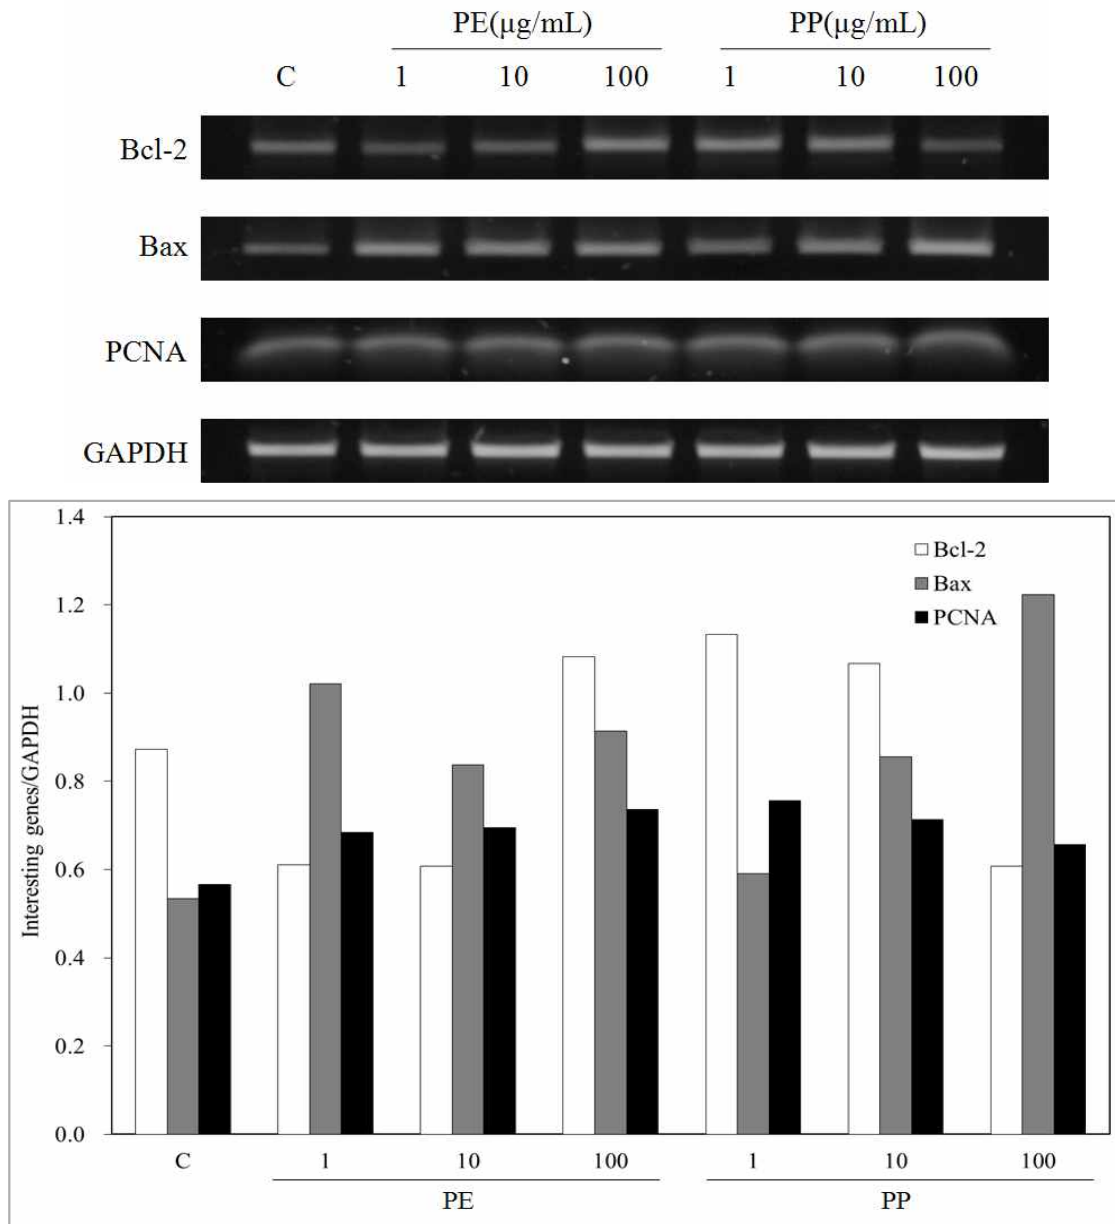 PE(μg/mL) PP(μg/mL)
C 1 10 100 1 10 100
Bcl-2
Bax
PCNA
GAPDH
1.4
1.2
1.0
0.8
0.6
0.4
0.2
0.0
Interesting genes/GAPDH
Bcl-2
Bax
PCNA
C 1 10 100 1 10 100
PE PP